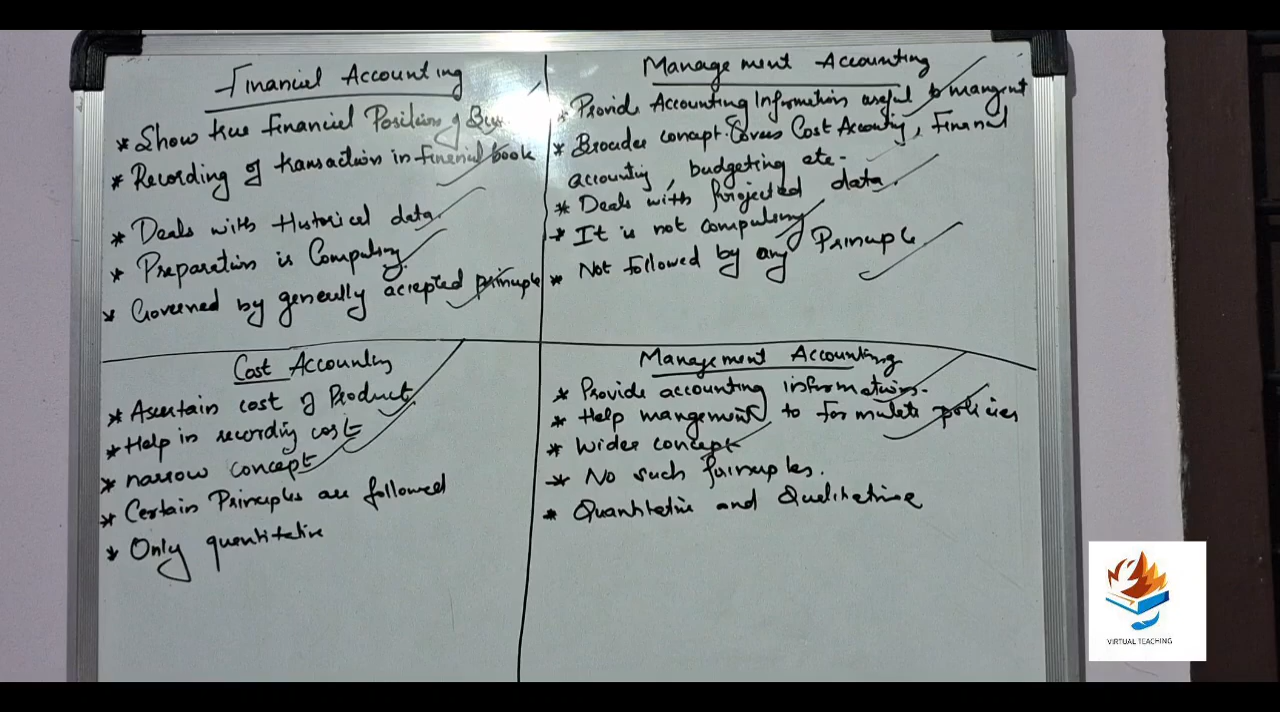 Financial Accounting
* Show true Financial Position of Bus
* Recording of transaction in financial book
* Deals with Historical data.
* Preparation is Compulsory.
* Governed by generally accepted principle
Management Accounting
* Provide Accounting Information useful to mangent
* Broader concept. Covers Cost Accounting, Financial
accounting, budgeting etc.
* Deals with Projected data.
* It is not compulsory
* Not followed by any Principle
Cost Accounting
* Ascertain cost of Product
* Help in recording cost
* narrow concept
* Certain Principles are followed
* Only quantitative
Management Accounting
* Provide accounting information.
* Help mangement to formulate policies
* Wider concept
* No such principles.
* Quantitative and Qualitative
VIRTUAL TEACHING